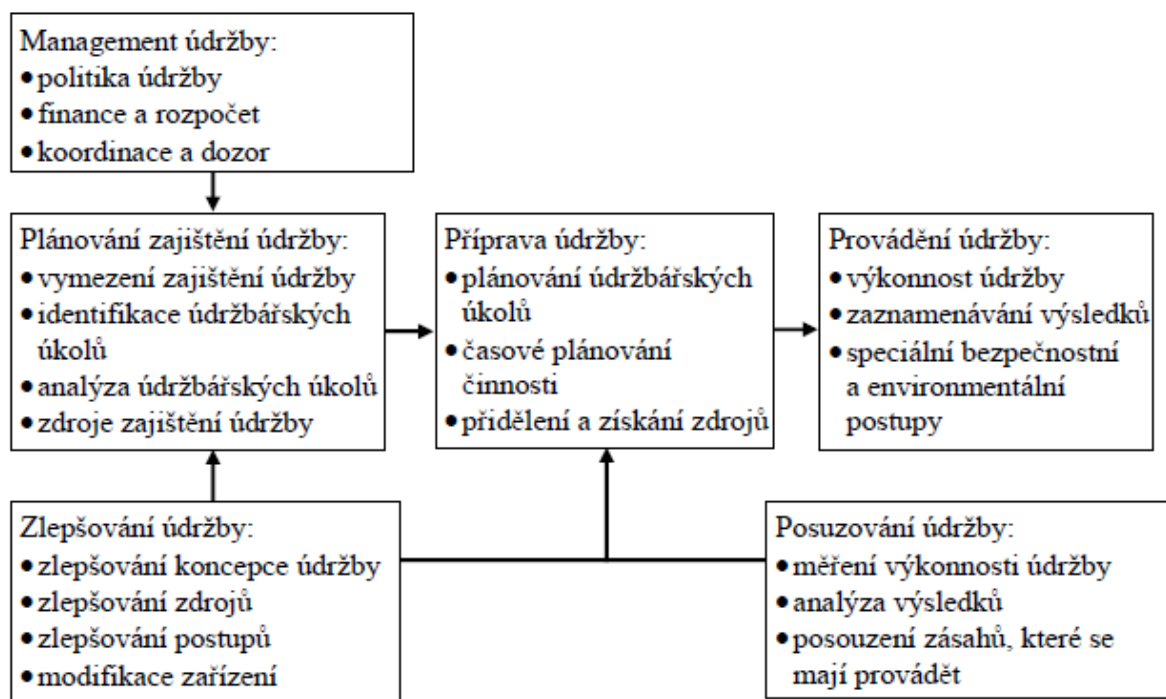 Management údržby:
•politika údržby
•finance a rozpočet
•koordinace a dozor
Plánování zajištění údržby:
•vymezení zajištění údržby
•identifikace údržbářských
úkolů
•analýza údržbářských úkolů
•zdroje zajištění údržby
Příprava údržby:
•plánování údržbářských
úkolů
•časové plánování
činnosti
•přidělení a získání zdrojů
Provádění údržby:
•výkonnost údržby
•zaznamenávání výsledků
•speciální bezpečnostní
a environmentální
postupy
Zlepšování údržby:
•zlepšování koncepce údržby
•zlepšování zdrojů
•zlepšování postupů
•modifikace zařízení
Posuzování údržby:
•měření výkonnosti údržby
•analýza výsledků
•posouzení zásahů, které se
mají provádět